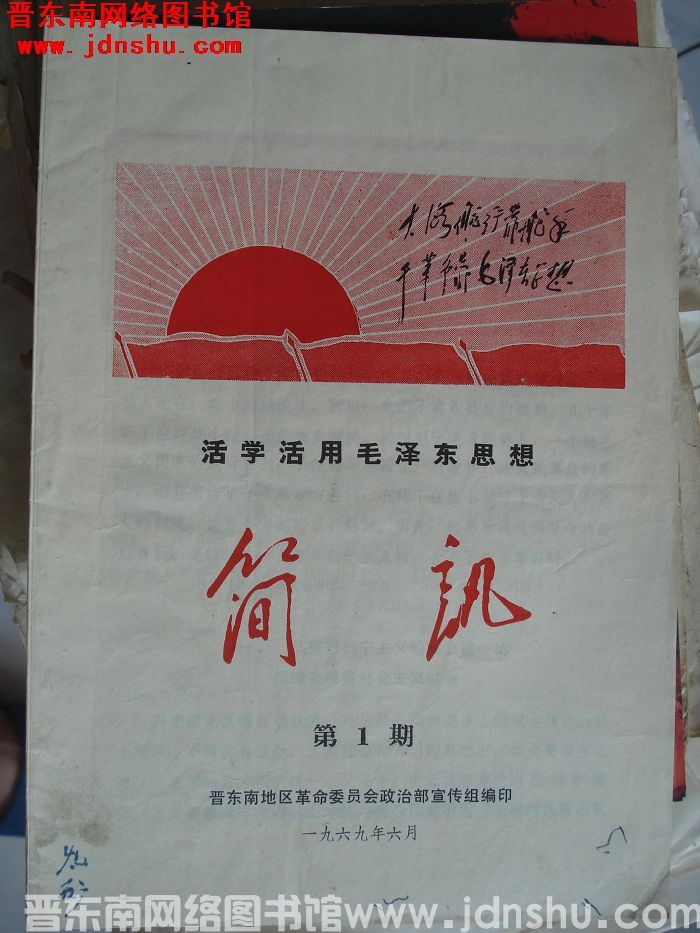 晋东南网络图书馆
www.jdnshu.com
大海航行靠舵手
干革命靠毛泽东思想
活学活用毛泽东思想
简訊
第1期
晋东南地区革命委员会政治部宣传组编印
一九六九年六月
晋东南网络图书馆www.jdnshu.com